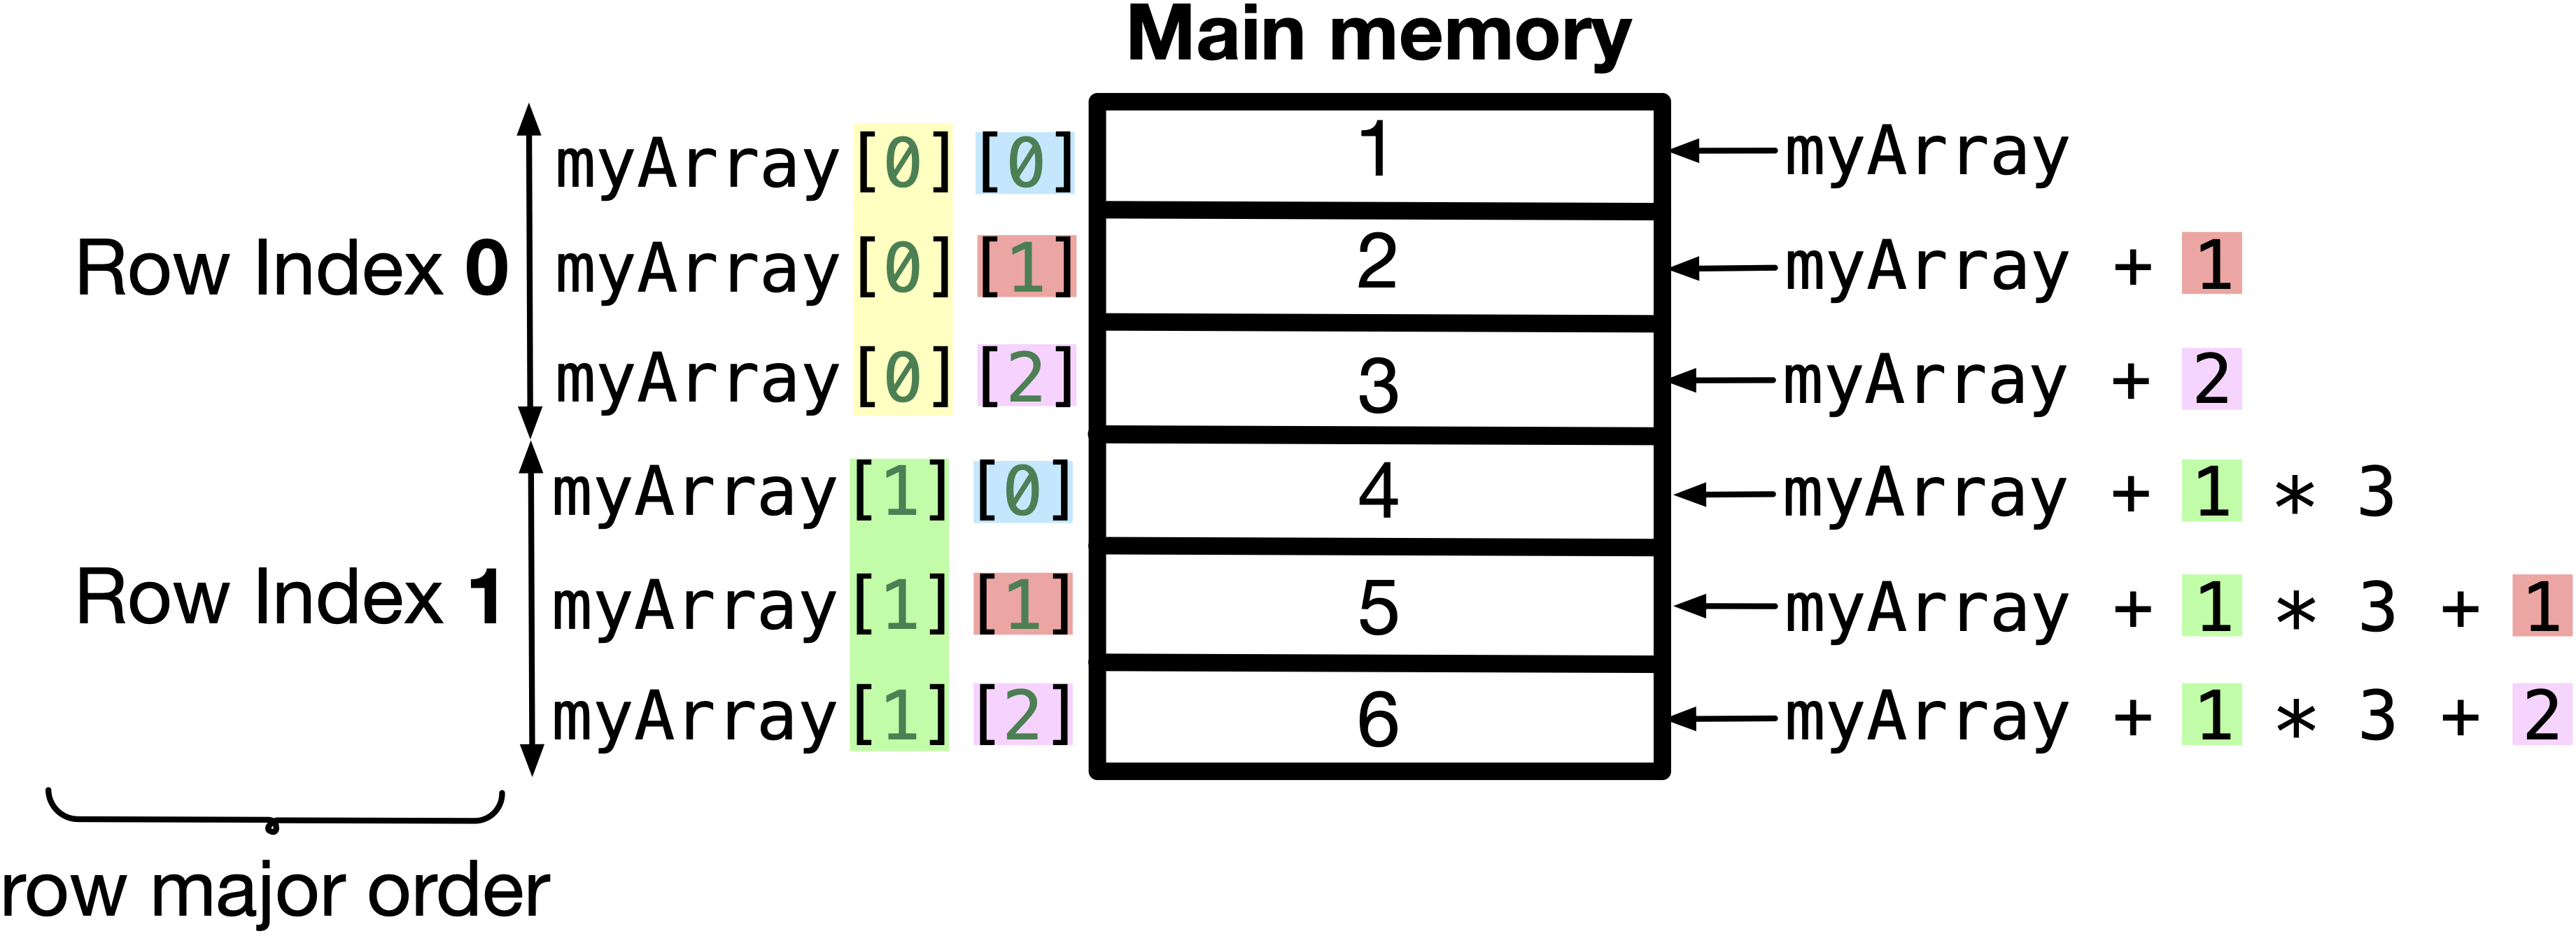 Main memory
myArray[0][0] 1 myArray
Row Index 0 myArray[0][1] 2 myArray + 1
myArray[0][2] 3 myArray + 2
myArray[1][0] 4 myArray + 1 * 3
Row Index 1 myArray[1][1] 5 myArray + 1 * 3 + 1
myArray[1][2] 6 myArray + 1 * 3 + 2
row major order